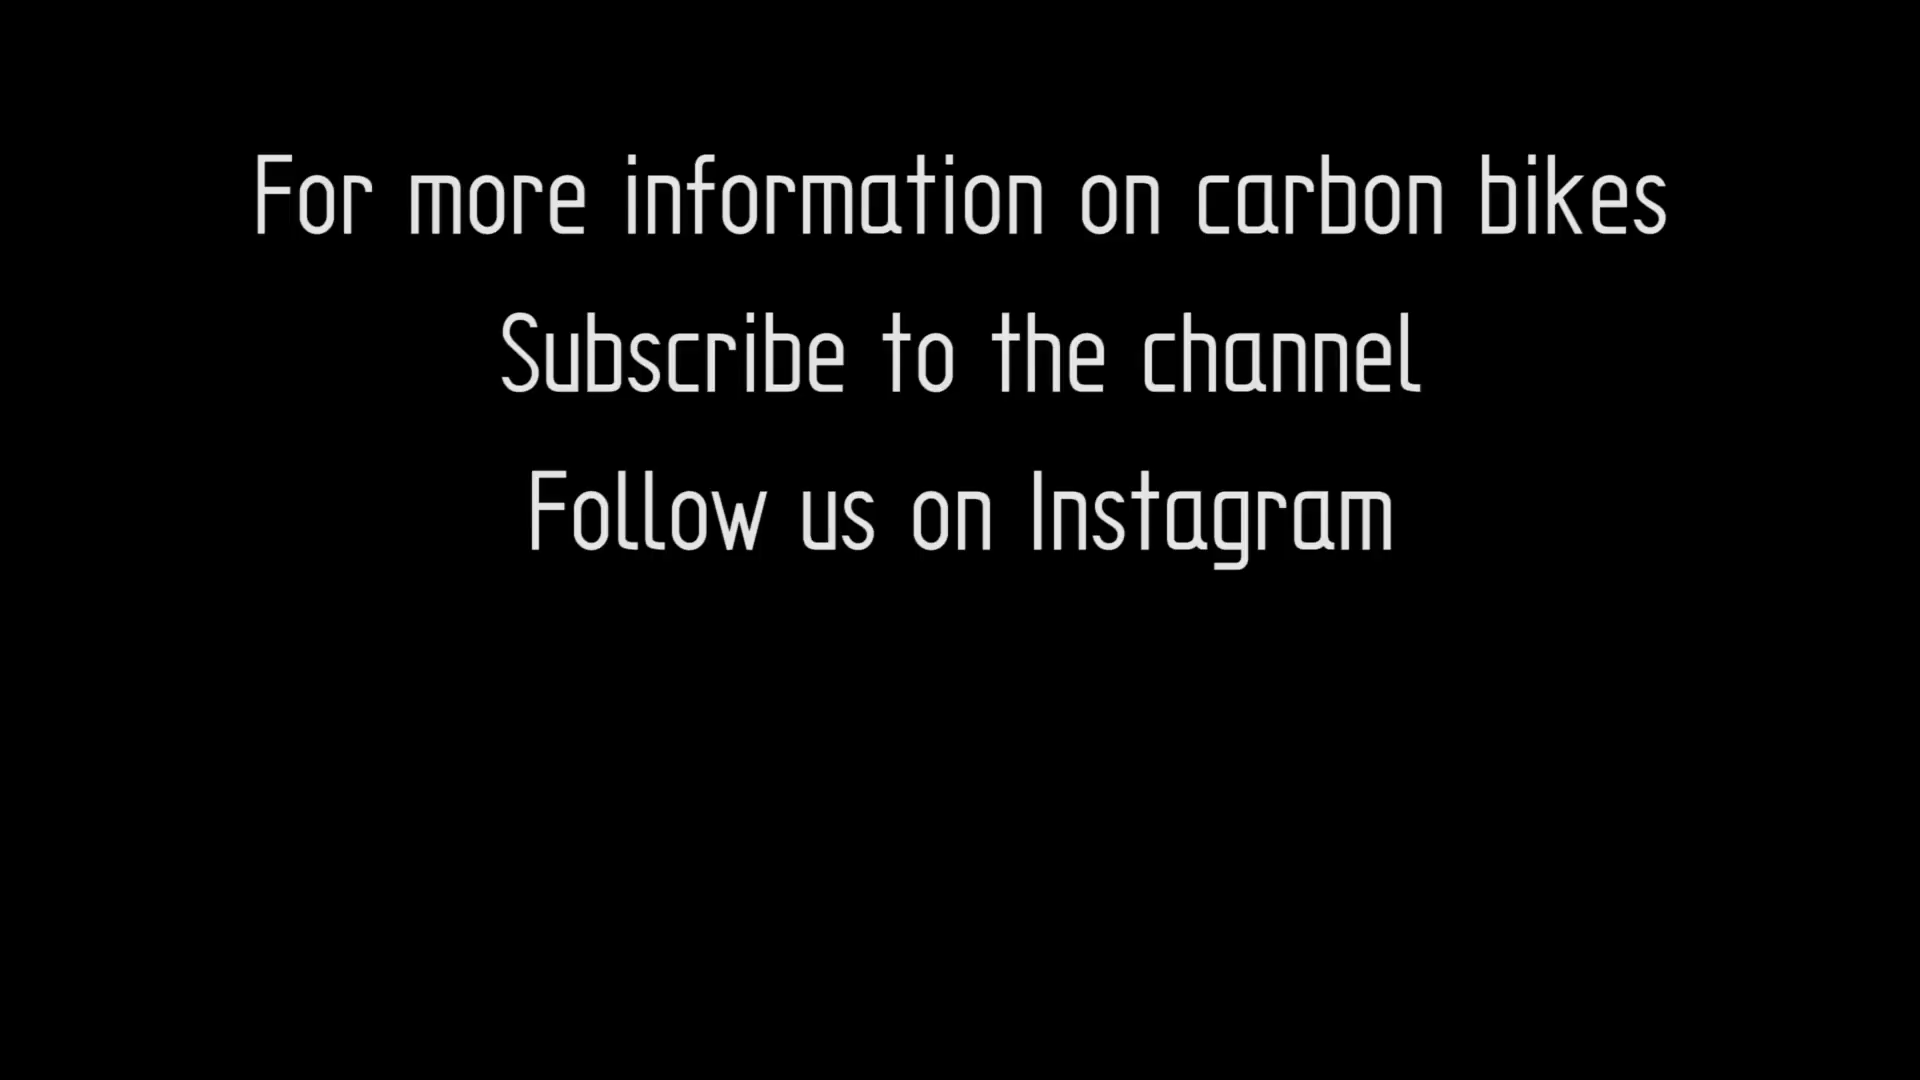 For more information on carbon bikes
Subscribe to the channel
Follow us on Instagram